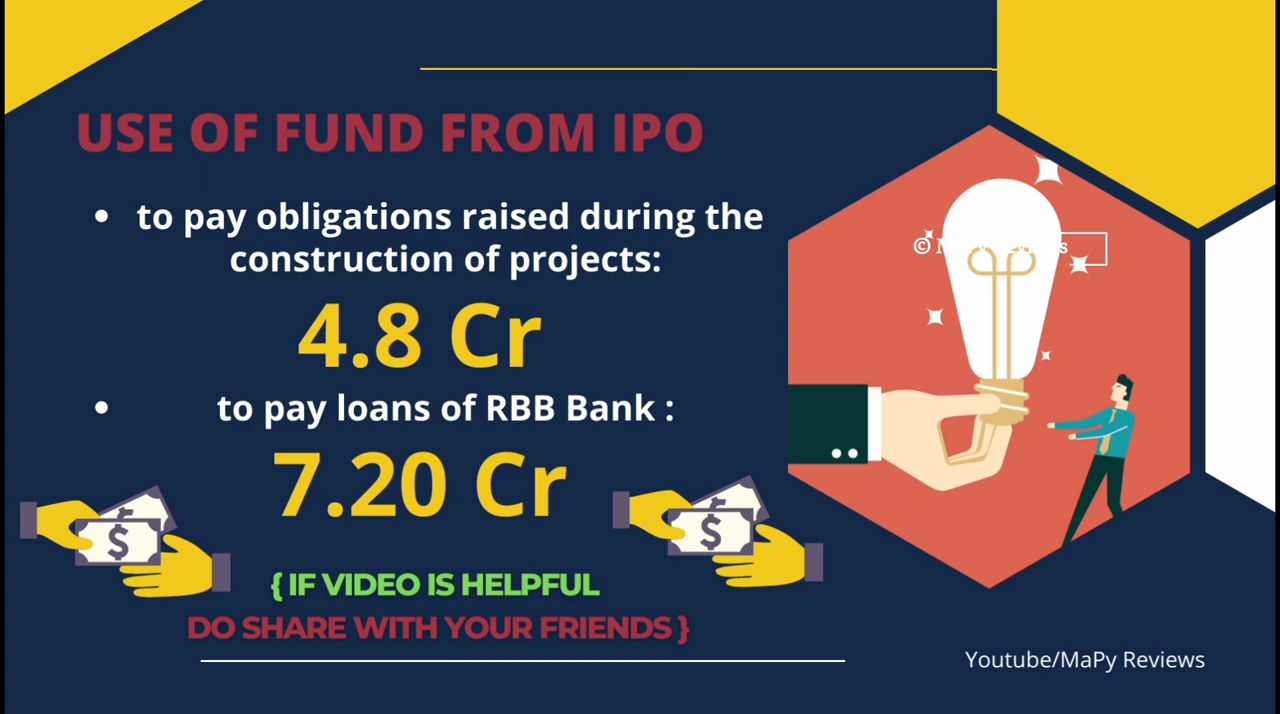 USE OF FUND FROM IPO
• to pay obligations raised during the
construction of projects:
4.8 Cr
• to pay loans of RBB Bank :
7.20 Cr
{ IF VIDEO IS HELPFUL
DO SHARE WITH YOUR FRIENDS }
Youtube/MaPy Reviews